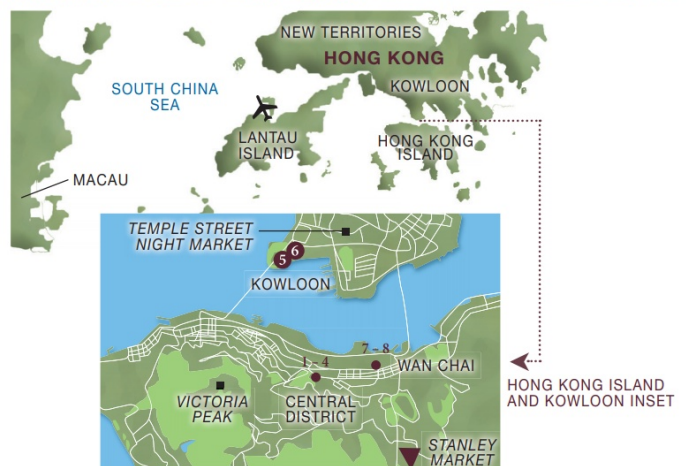 NEW TERRITORIES
HONG KONG
KOWLOON
SOUTH CHINA
SEA
LANTAU
ISLAND
HONG KONG
ISLAND
MACAU
TEMPLE STREET
NIGHT MARKET
6
5
KOWLOON
7 – 8
1 – 4
WAN CHAI
VICTORIA
PEAK
CENTRAL
DISTRICT
HONG KONG ISLAND
AND KOWLOON INSET
STANLEY
MARKET